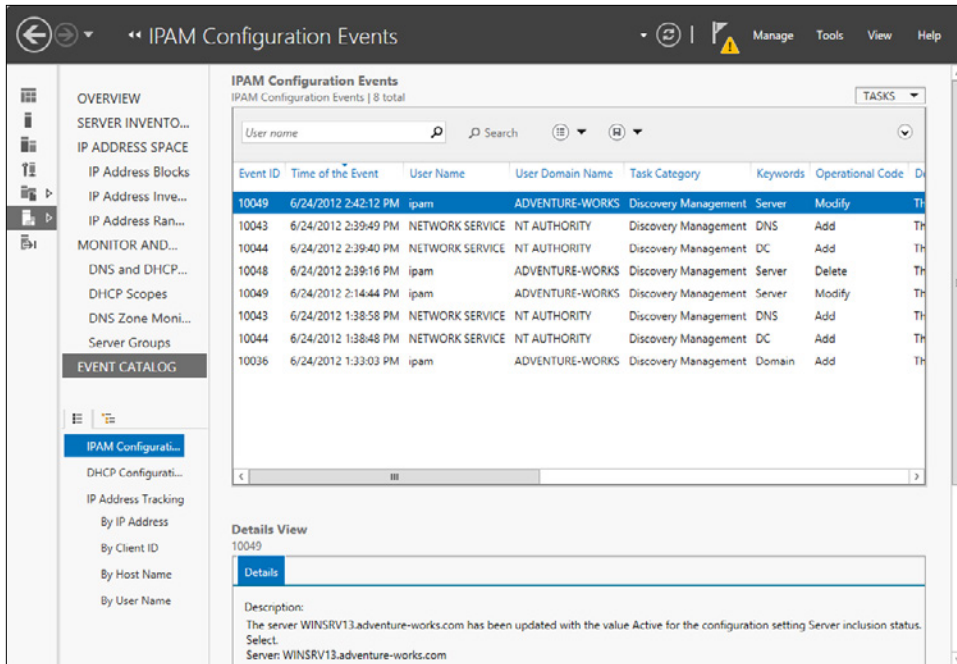 IPAM Configuration Events
Manage Tools View Help
OVERVIEW
SERVER INVENTO...
IP ADDRESS SPACE
IP Address Blocks
IP Address Inve...
IP Address Ran...
MONITOR AND...
DNS and DHCP...
DHCP Scopes
DNS Zone Moni...
Server Groups
EVENT CATALOG
IPAM Configurati...
DHCP Configurati...
IP Address Tracking
By IP Address
By Client ID
By Host Name
By User Name
IPAM Configuration Events
IPAM Configuration Events | 8 total
TASKS
User name
Search
Event ID Time of the Event User Name User Domain Name Task Category Keywords Operational Code De
10049 6/24/2012 2:42:12 PM ipam ADVENTURE-WORKS Discovery Management Server Modify Th
10043 6/24/2012 2:39:49 PM NETWORK SERVICE NT AUTHORITY Discovery Management DNS Add Th
10044 6/24/2012 2:39:40 PM NETWORK SERVICE NT AUTHORITY Discovery Management DC Add Th
10048 6/24/2012 2:39:16 PM ipam ADVENTURE-WORKS Discovery Management Server Delete Th
10049 6/24/2012 2:14:44 PM ipam ADVENTURE-WORKS Discovery Management Server Modify Th
10043 6/24/2012 1:38:58 PM NETWORK SERVICE NT AUTHORITY Discovery Management DNS Add Th
10044 6/24/2012 1:38:48 PM NETWORK SERVICE NT AUTHORITY Discovery Management DC Add Th
10036 6/24/2012 1:33:03 PM ipam ADVENTURE-WORKS Discovery Management Domain Add Th
Details View
10049
Details
Description:
The server WINSRV13.adventure-works.com has been updated with the value Active for the configuration setting Server inclusion status.
Select.
Server: WINSRV13.adventure-works.com